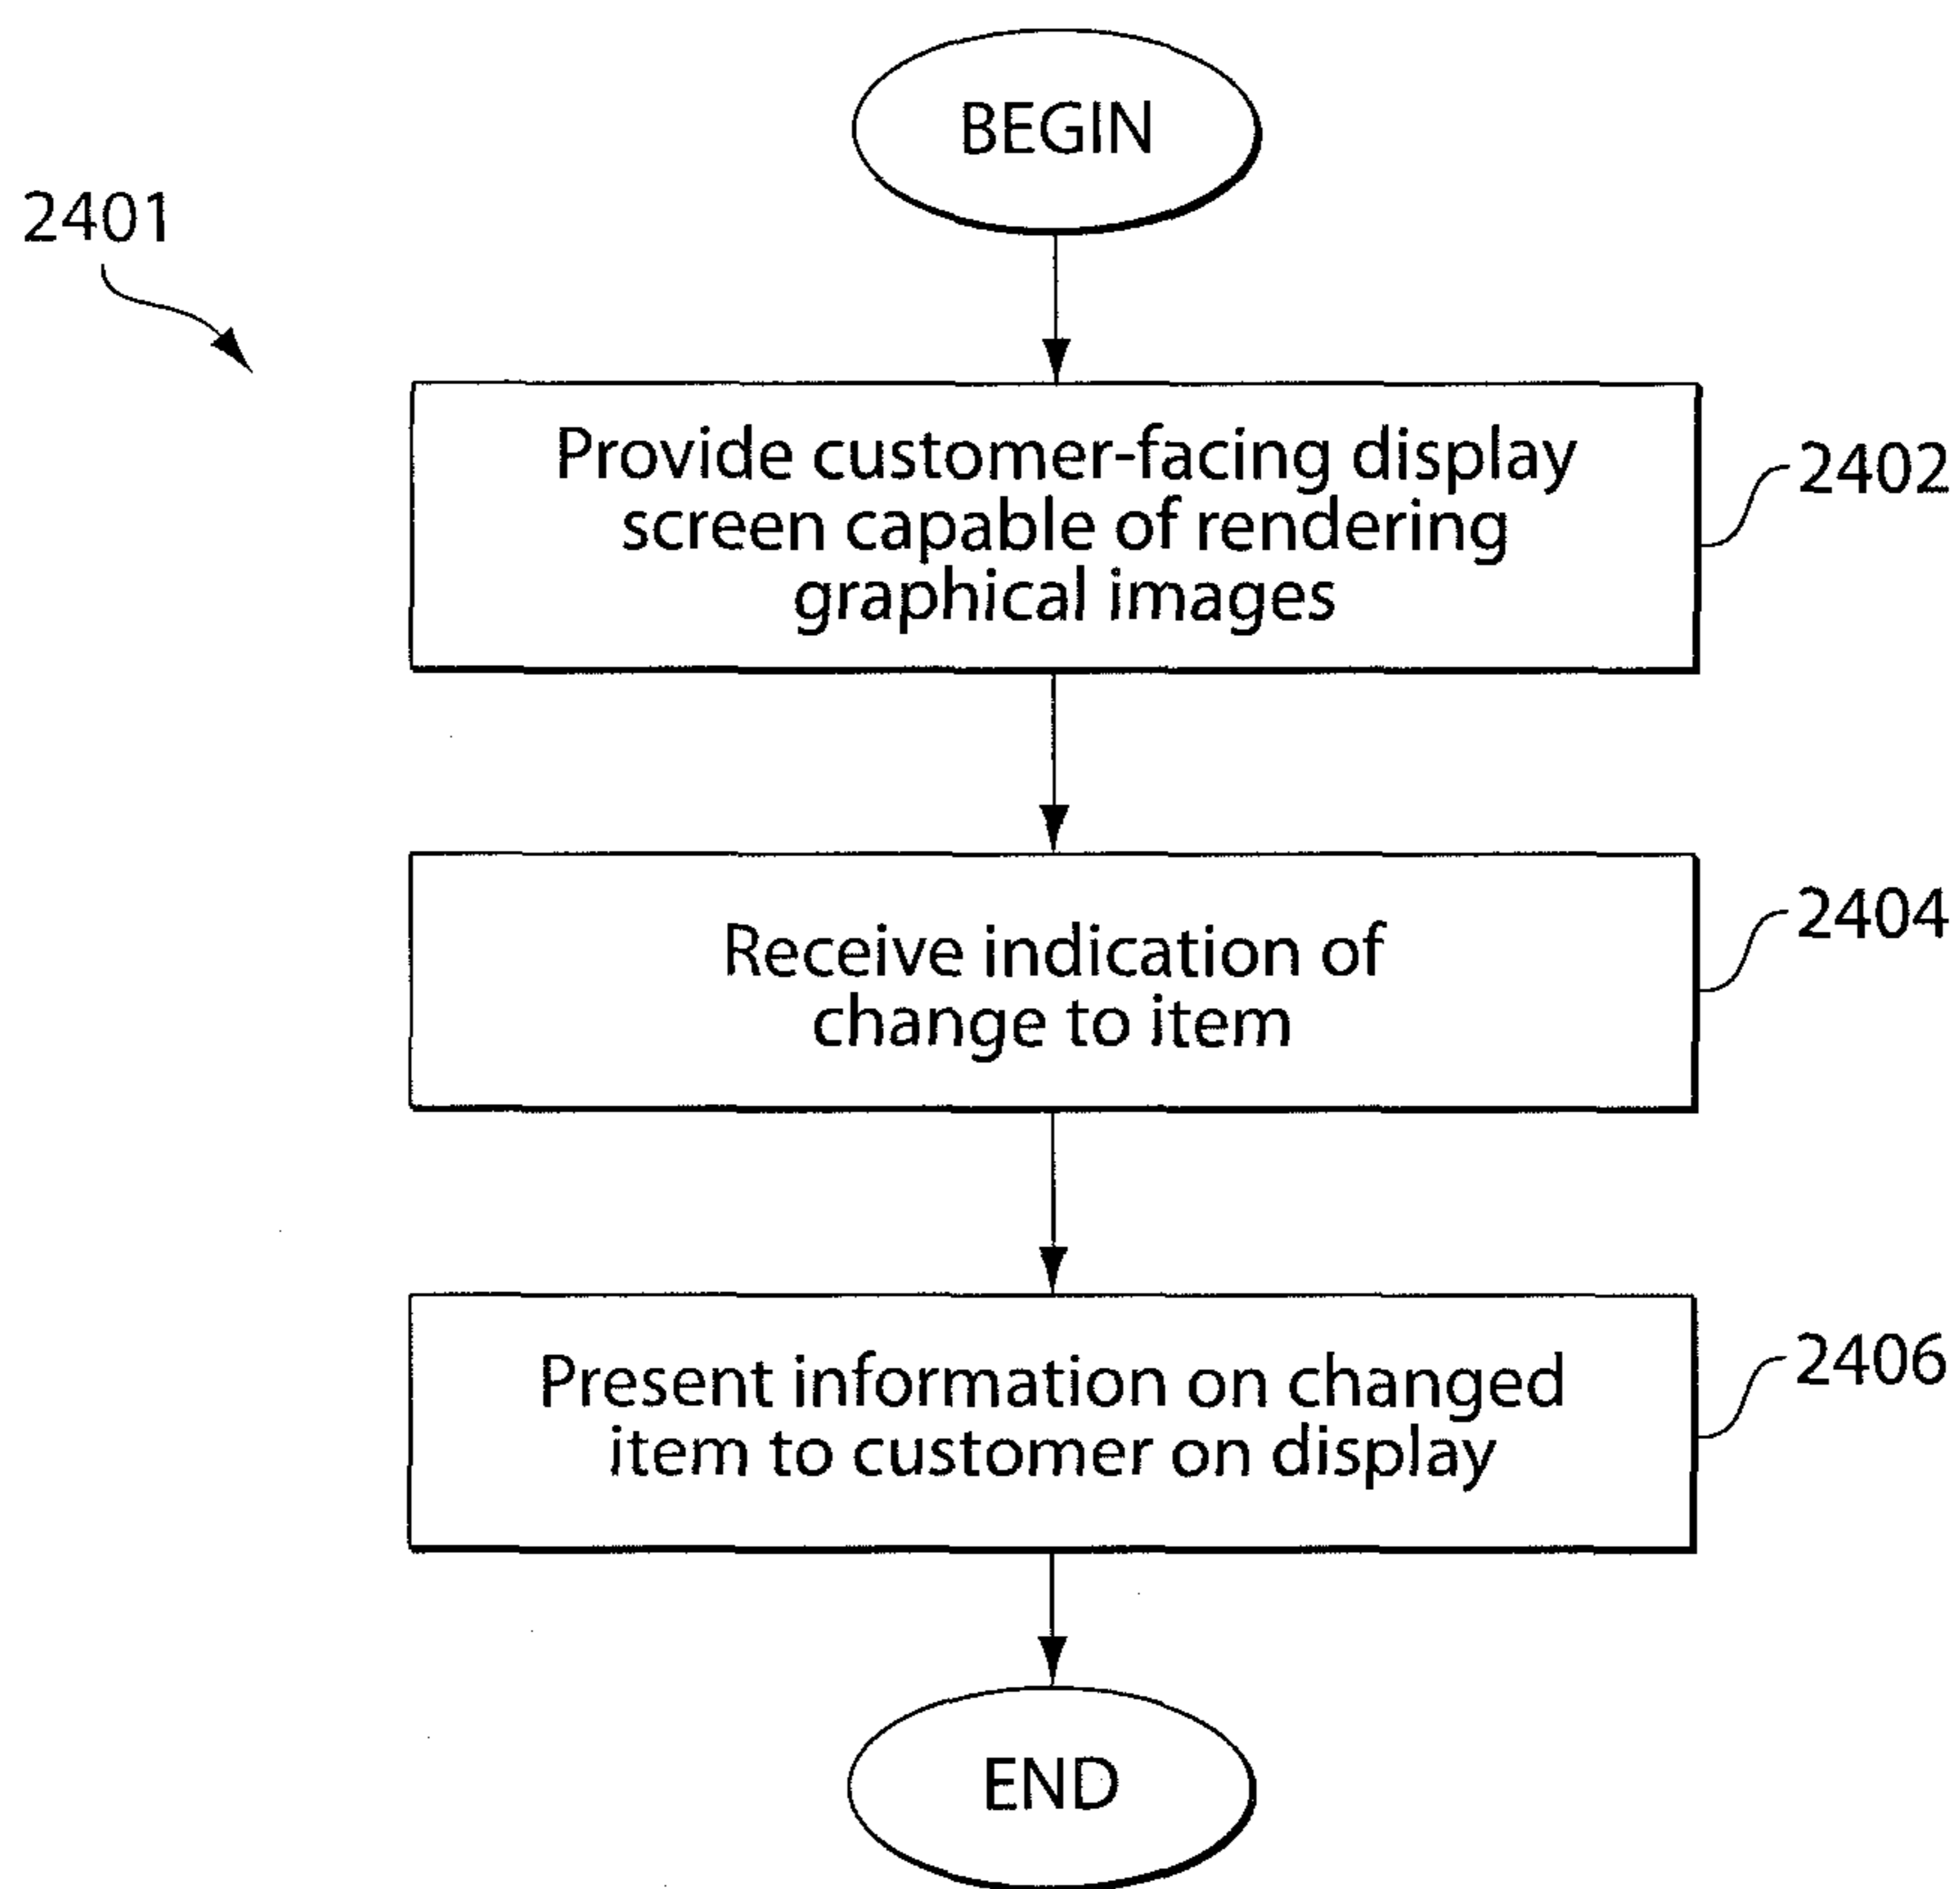 BEGIN
2401
Provide customer-facing display
screen capable of rendering
graphical images
2402
Receive indication of
change to item
2404
Present information on changed
item to customer on display
2406
END